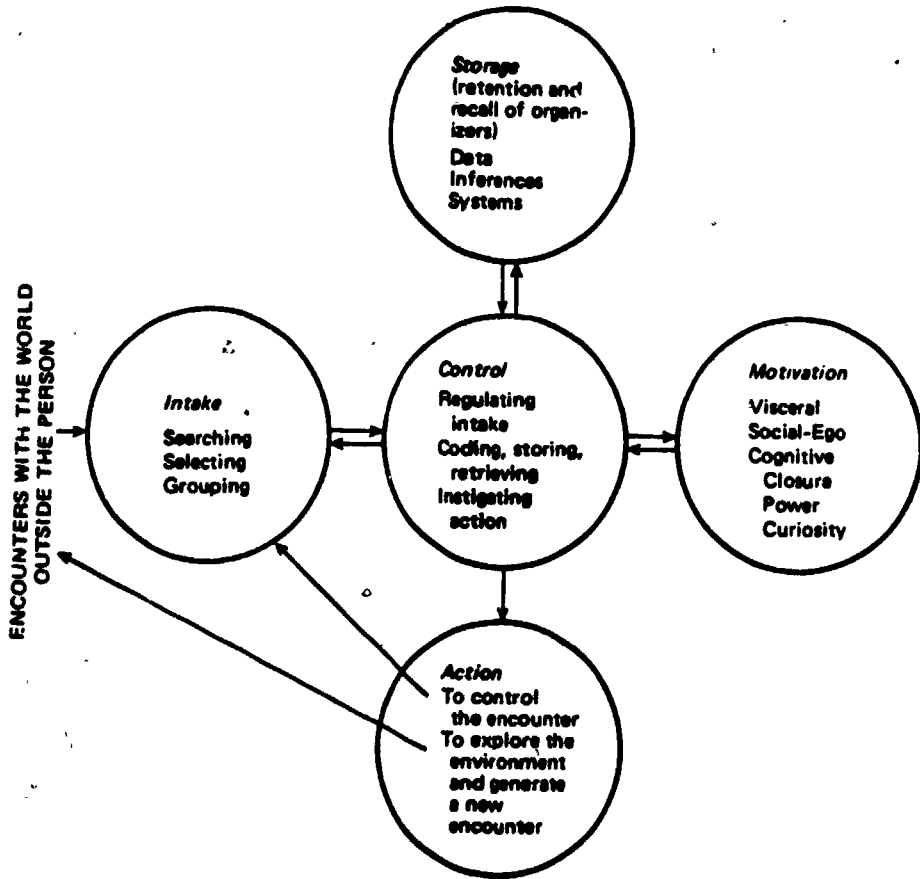 Storage
(retention and
recall of organ-
izers)
Data
Inferences
Systems
ENCOUNTERS WITH THE WORLD
OUTSIDE THE PERSON
Intake
Searching
Selecting
Grouping
Control
Regulating
intake
Coding, storing,
retrieving
Instigating
action
Motivation
Visceral
Social-Ego
Cognitive
Closure
Power
Curiosity
Action
To control
the encounter
To explore the
environment
and generate
a new
encounter